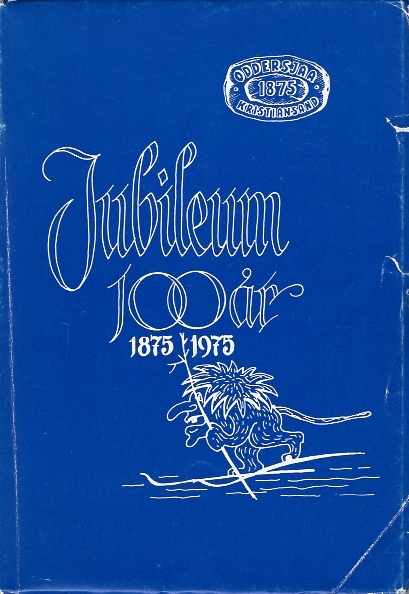 ODDERSJAA
1875
KRISTIANSAND
Jubileum
100 år
1875 1975